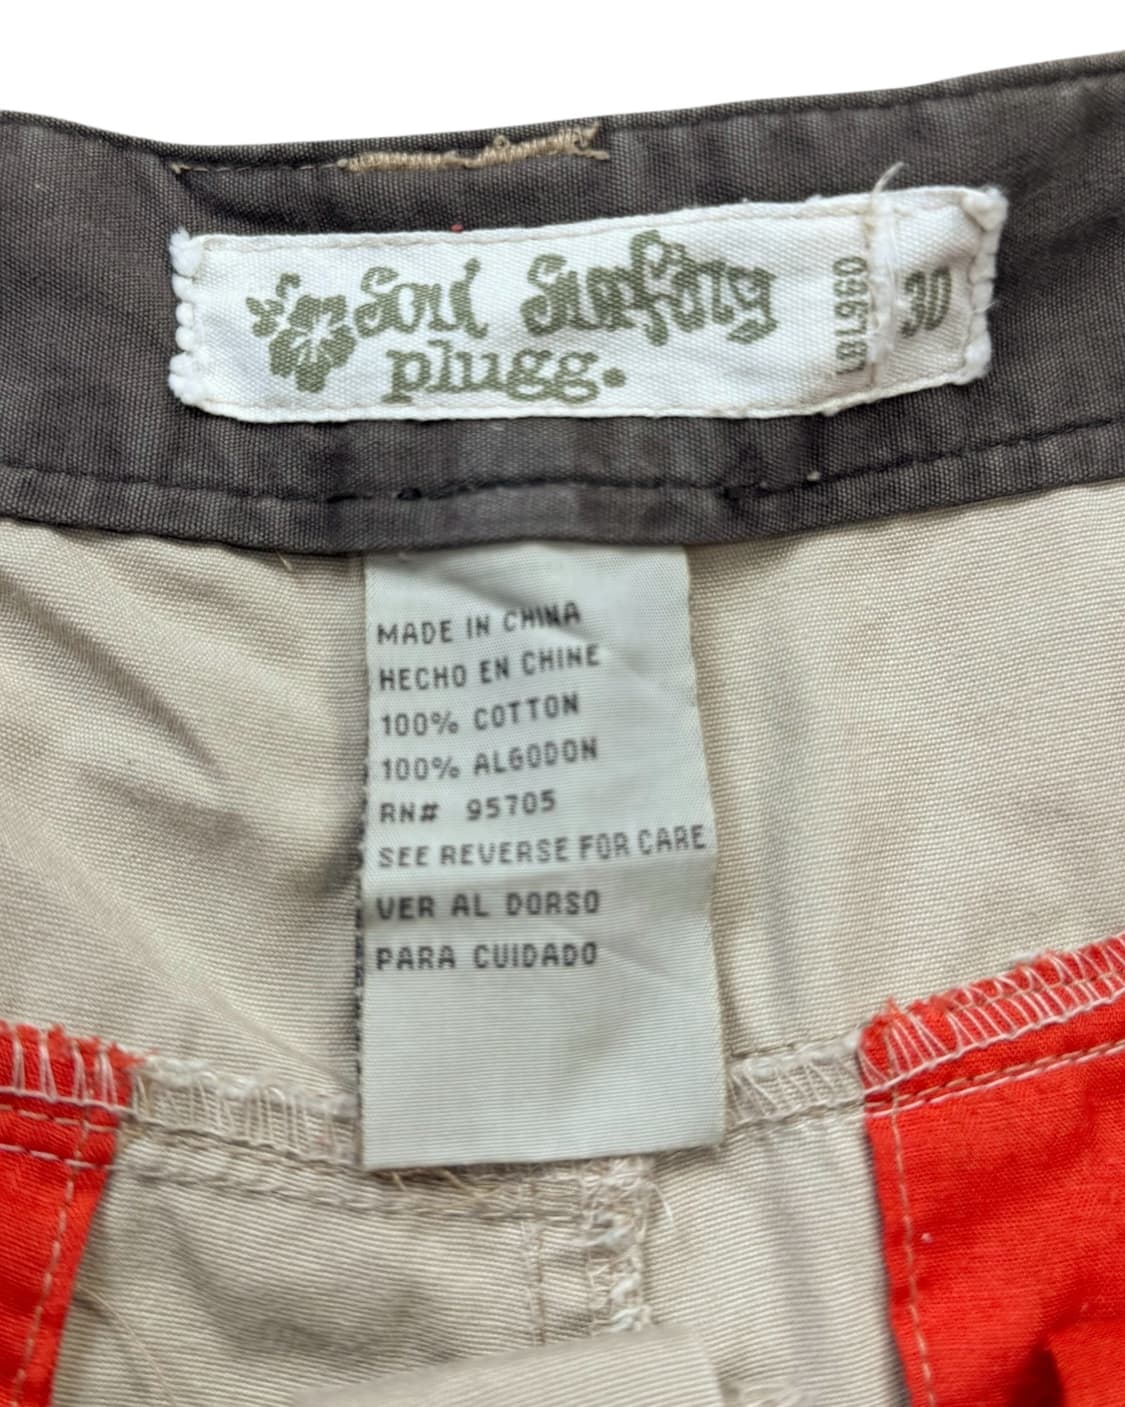 Soul Surfing
plugg.
LBL960
30
MADE IN CHINA
HECHO EN CHINE
100% COTTON
100% ALGODON
RN# 95705
SEE REVERSE FOR CARE
VER AL DORSO
PARA CUIDADO